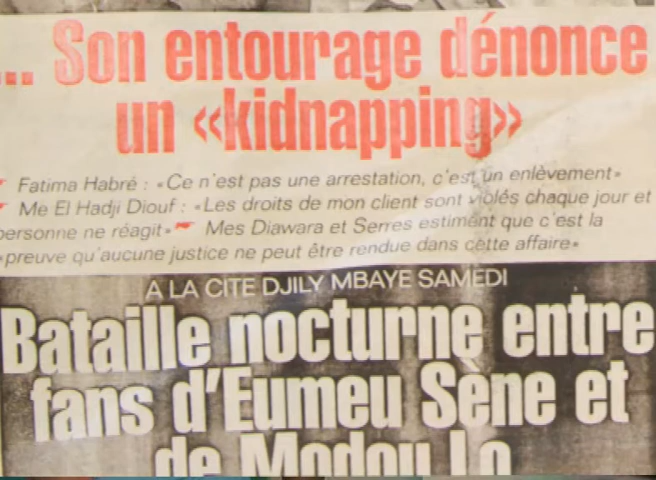 ... Son entourage dénonce
un «kidnapping»
Fatima Habré : «Ce n'est pas une arrestation, c'est un enlèvement»
Me El Hadji Diouf : «Les droits de mon client sont violés chaque jour et
personne ne réagit» Mes Diawara et Serres estiment que c'est la
«preuve qu'aucune justice ne peut être rendue dans cette affaire»
A LA CITE DJILY MBAYE SAMEDI
Bataille nocturne entre
fans d'Eumeu Sène et
de Modou Lo